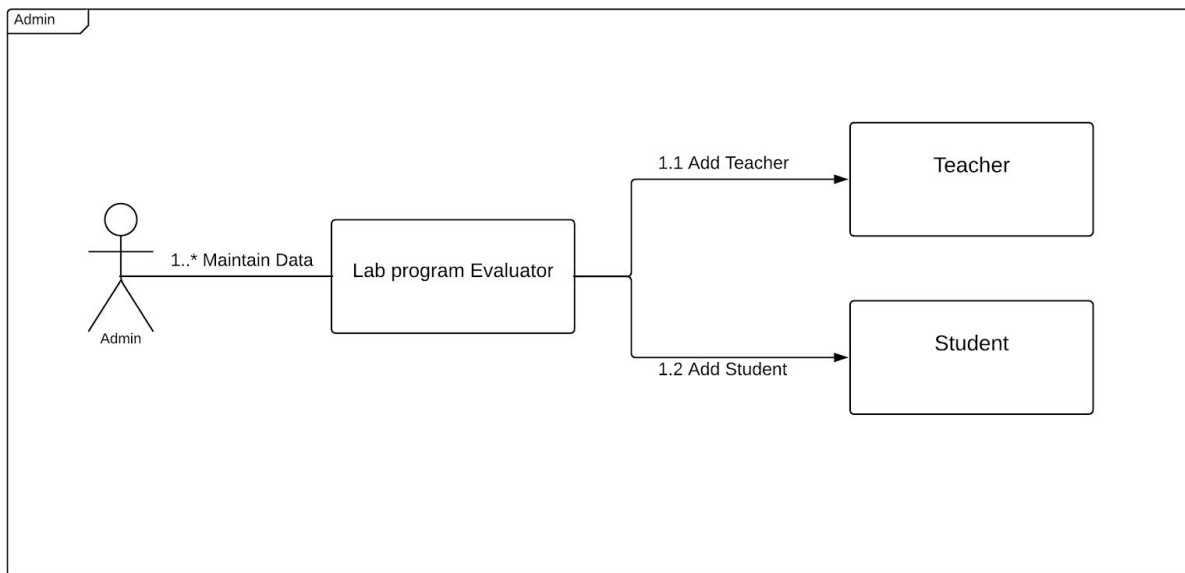 Admin
1.1 Add Teacher
Teacher
1..* Maintain Data
Lab program Evaluator
Admin
Student
1.2 Add Student